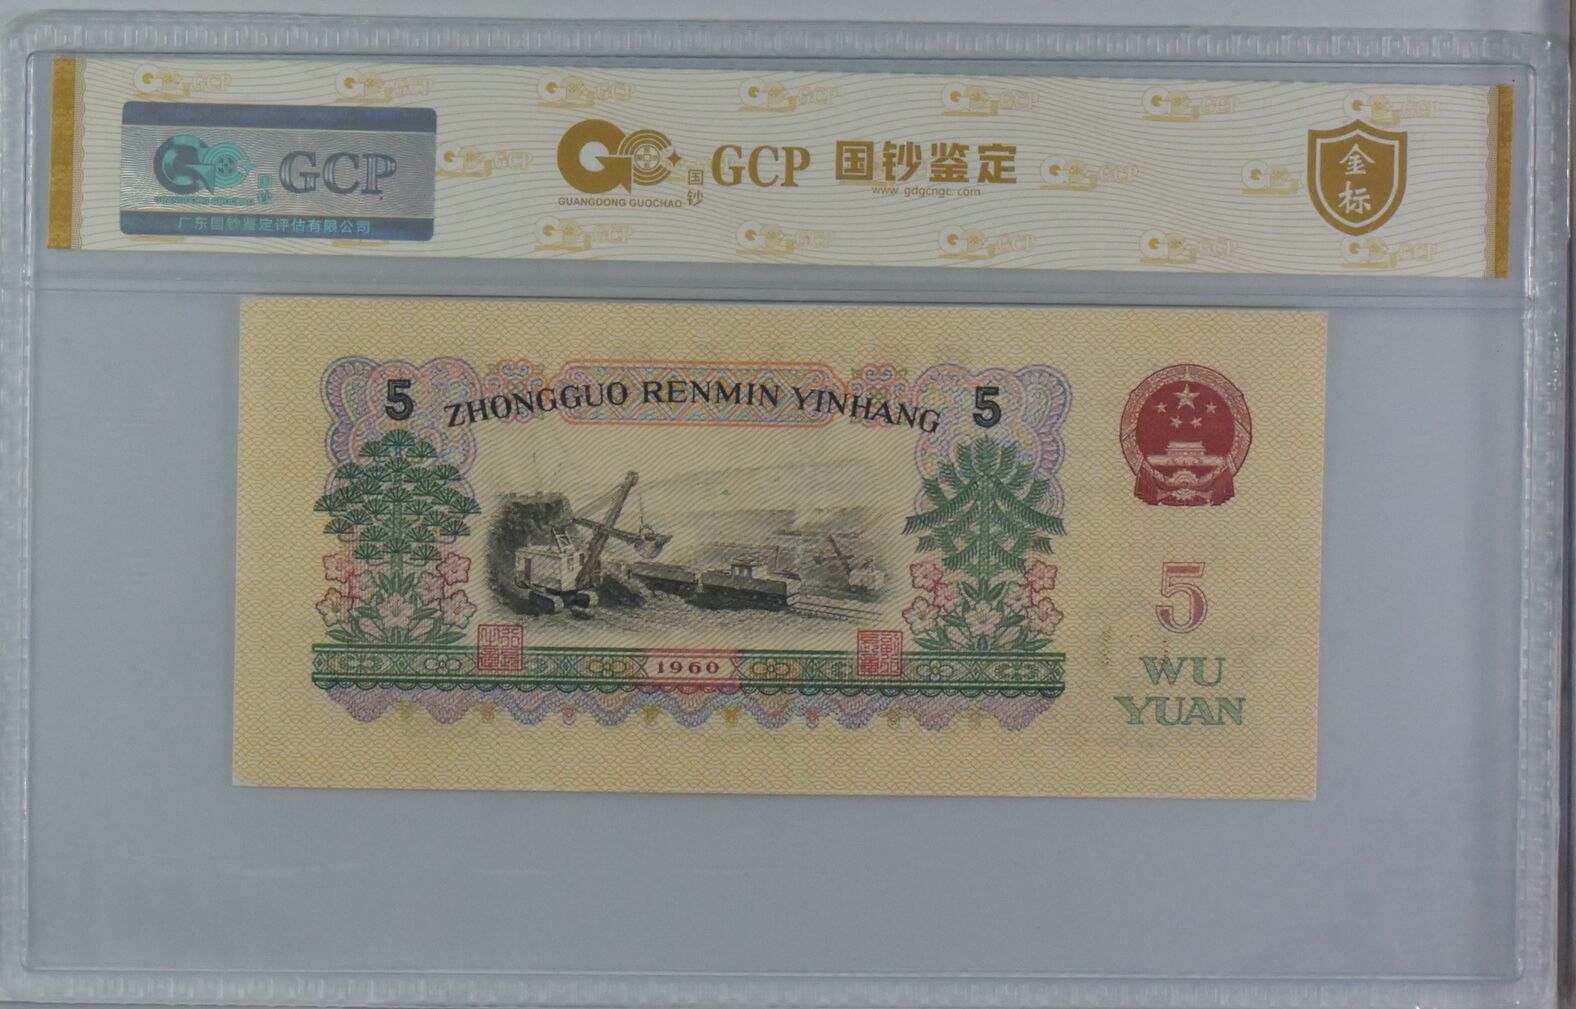 GCP
广东国钞鉴定评估有限公司
国钞
GUANGDONG GUOCHAO
GCP 国钞鉴定
www.gdgcngc.com
金标
5 ZHONGGUO RENMIN YINHANG 5
1960
5
WU
YUAN